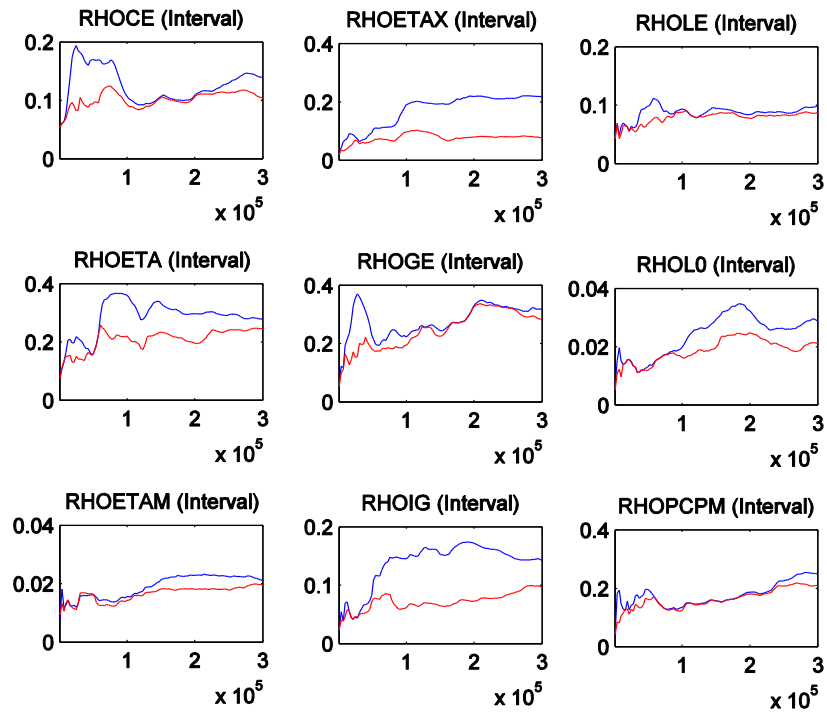 RHOCE (Interval) RHOETAX (Interval) RHOLE (Interval)
0.2 0.4 0.2
0.1 0.2 0.1
0 0 0
1 2 3 1 2 3 1 2 3
x 10^5 x 10^5 x 10^5
RHOETA (Interval) RHOGE (Interval) RHOL0 (Interval)
0.4 0.4 0.04
0.2 0.2 0.02
0 0 0
1 2 3 1 2 3 1 2 3
x 10^5 x 10^5 x 10^5
RHOETAM (Interval) RHOIG (Interval) RHOPCPM (Interval)
0.04 0.2 0.4
0.02 0.1 0.2
0 0 0
1 2 3 1 2 3 1 2 3
x 10^5 x 10^5 x 10^5